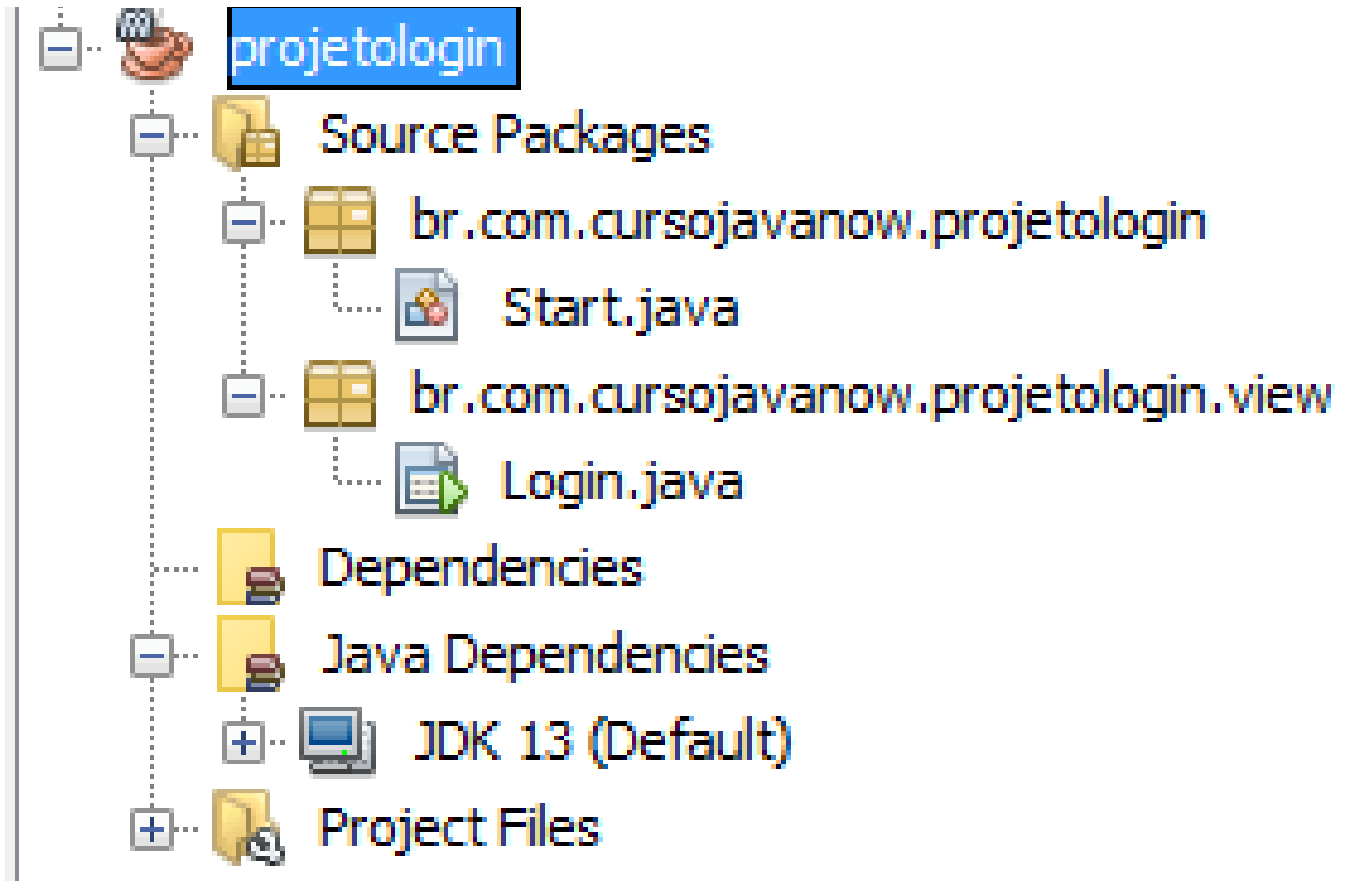 projetologin
Source Packages
br.com.cursojavanow.projetologin
Start.java
br.com.cursojavanow.projetologin.view
Login.java
Dependencies
Java Dependencies
JDK 13 (Default)
Project Files